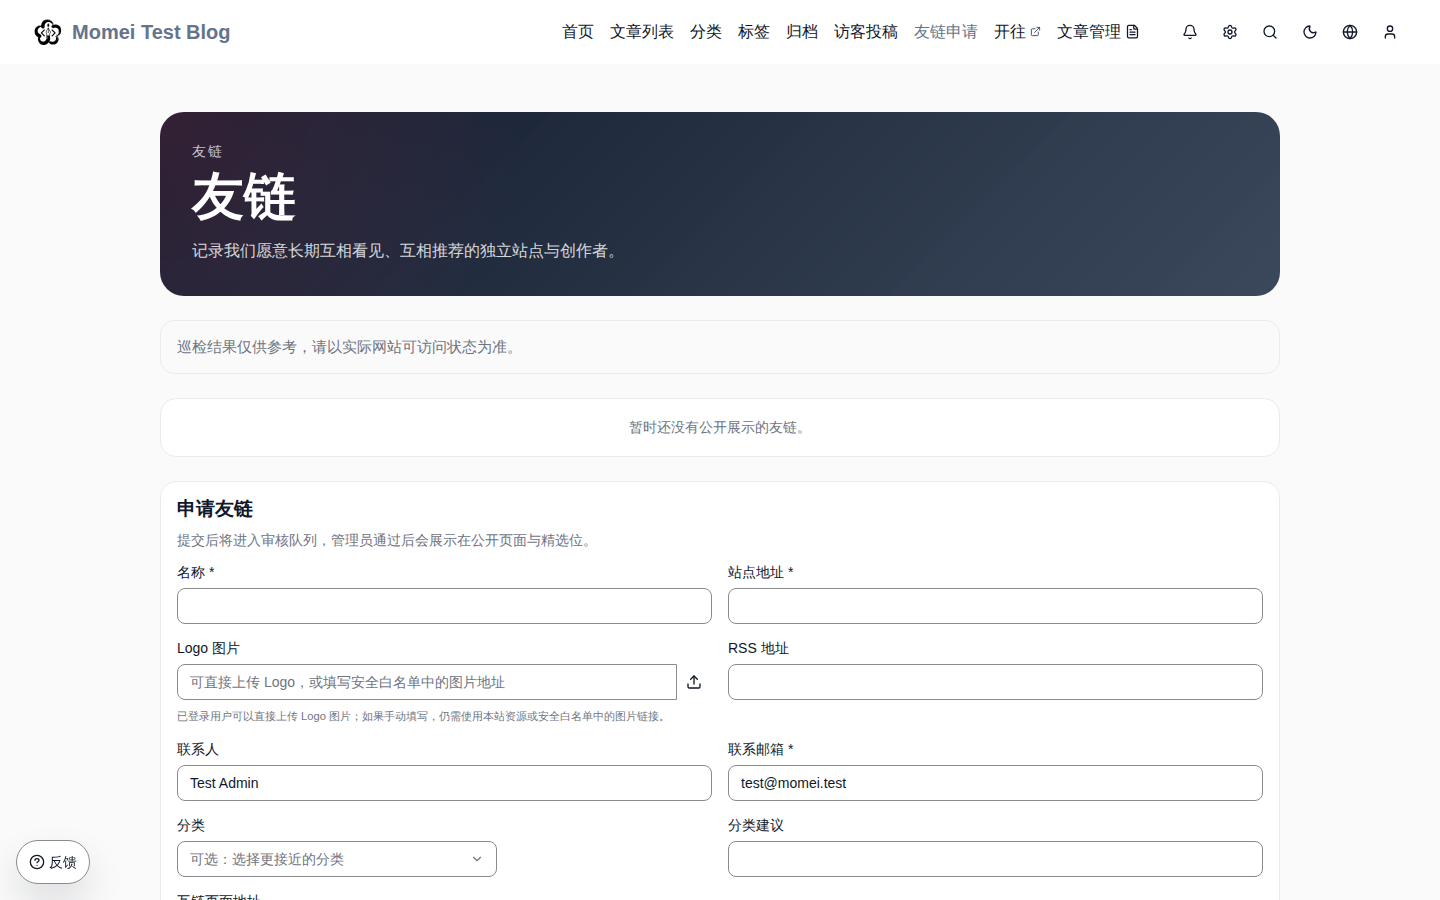 Momei Test Blog
首页 文章列表 分类 标签 归档 访客投稿 友链申请 开往 文章管理
友链
友链
记录我们愿意长期互相看见、互相推荐的独立站点与创作者。
巡检结果仅供参考，请以实际网站可访问状态为准。
暂时还没有公开展示的友链。
申请友链
提交后将进入审核队列，管理员通过后会展示在公开页面与精选位。
名称 *
站点地址 *
Logo 图片
RSS 地址
可直接上传 Logo，或填写安全白名单中的图片地址
已登录用户可以直接上传 Logo 图片；如果手动填写，仍需使用本站资源或安全白名单中的图片链接。
联系人
联系邮箱 *
Test Admin
test@momei.test
分类
分类建议
可选：选择更接近的分类
反馈
互链页面地址